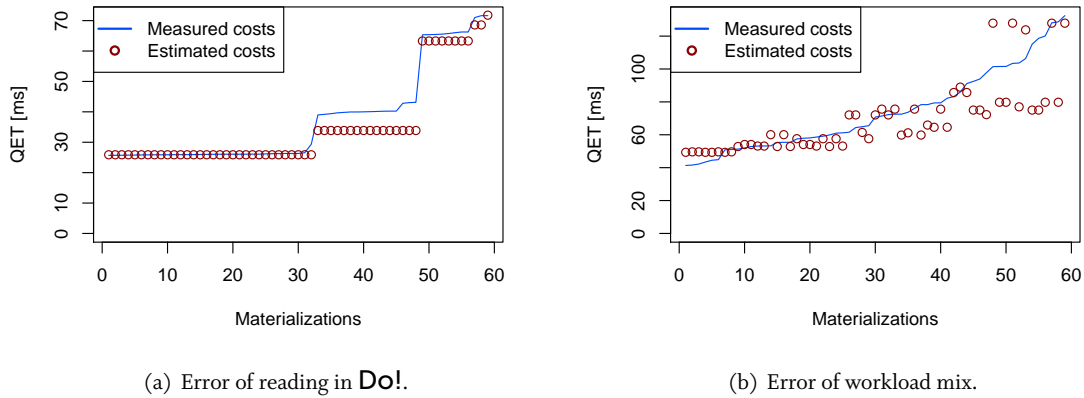 Measured costs
Estimated costs
QET [ms]
70
50
30
10
0
0 10 20 30 40 50 60
Materializations
(a) Error of reading in Do!.
Measured costs
Estimated costs
QET [ms]
100
60
40
20
0
0 10 20 30 40 50 60
Materializations
(b) Error of workload mix.